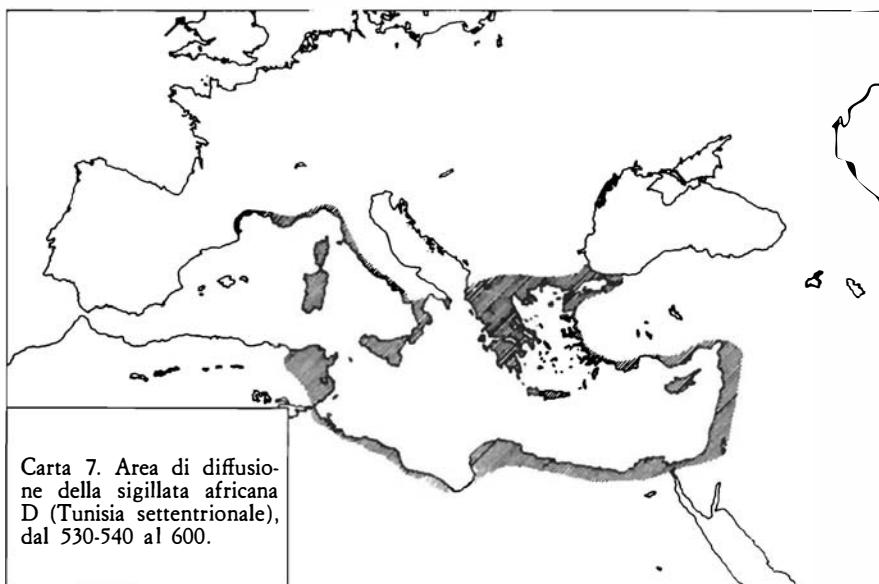 Carta 7. Area di diffusio-
ne della sigillata africana
D (Tunisia settentrionale),
dal 530-540 al 600.